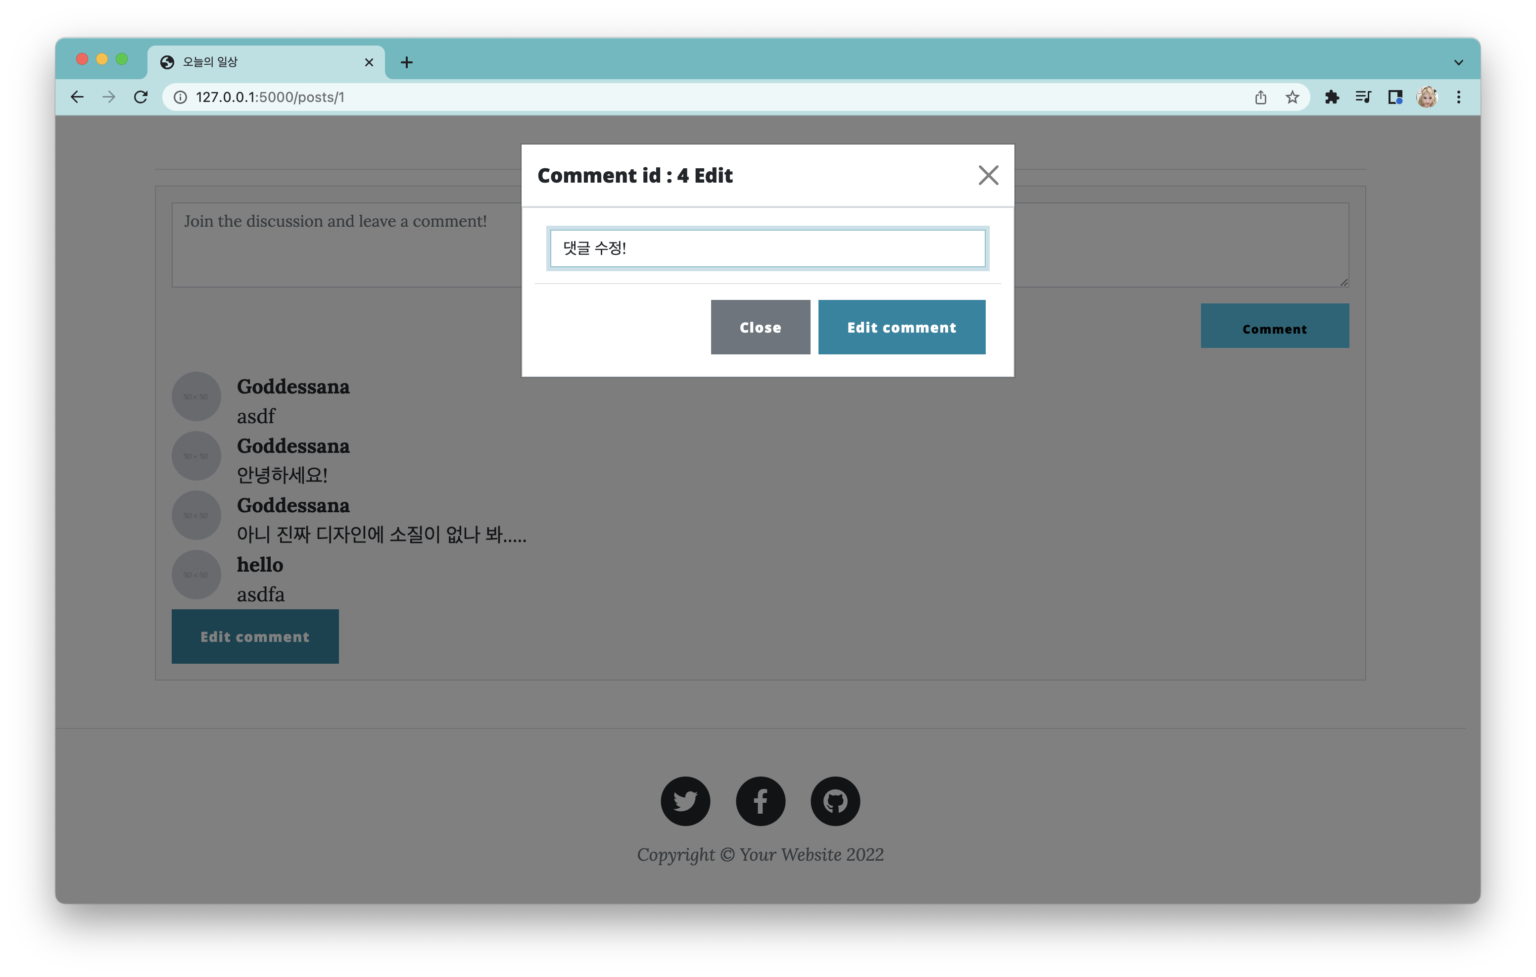 오늘의 일상
127.0.0.1:5000/posts/1
Comment id : 4 Edit
Join the discussion and leave a comment!
댓글 수정!
Close
Edit comment
Comment
Goddessana
asdf
Goddessana
안녕하세요!
Goddessana
아니 진짜 디자인에 소질이 없나 봐.....
hello
asdfa
Edit comment
Copyright © Your Website 2022